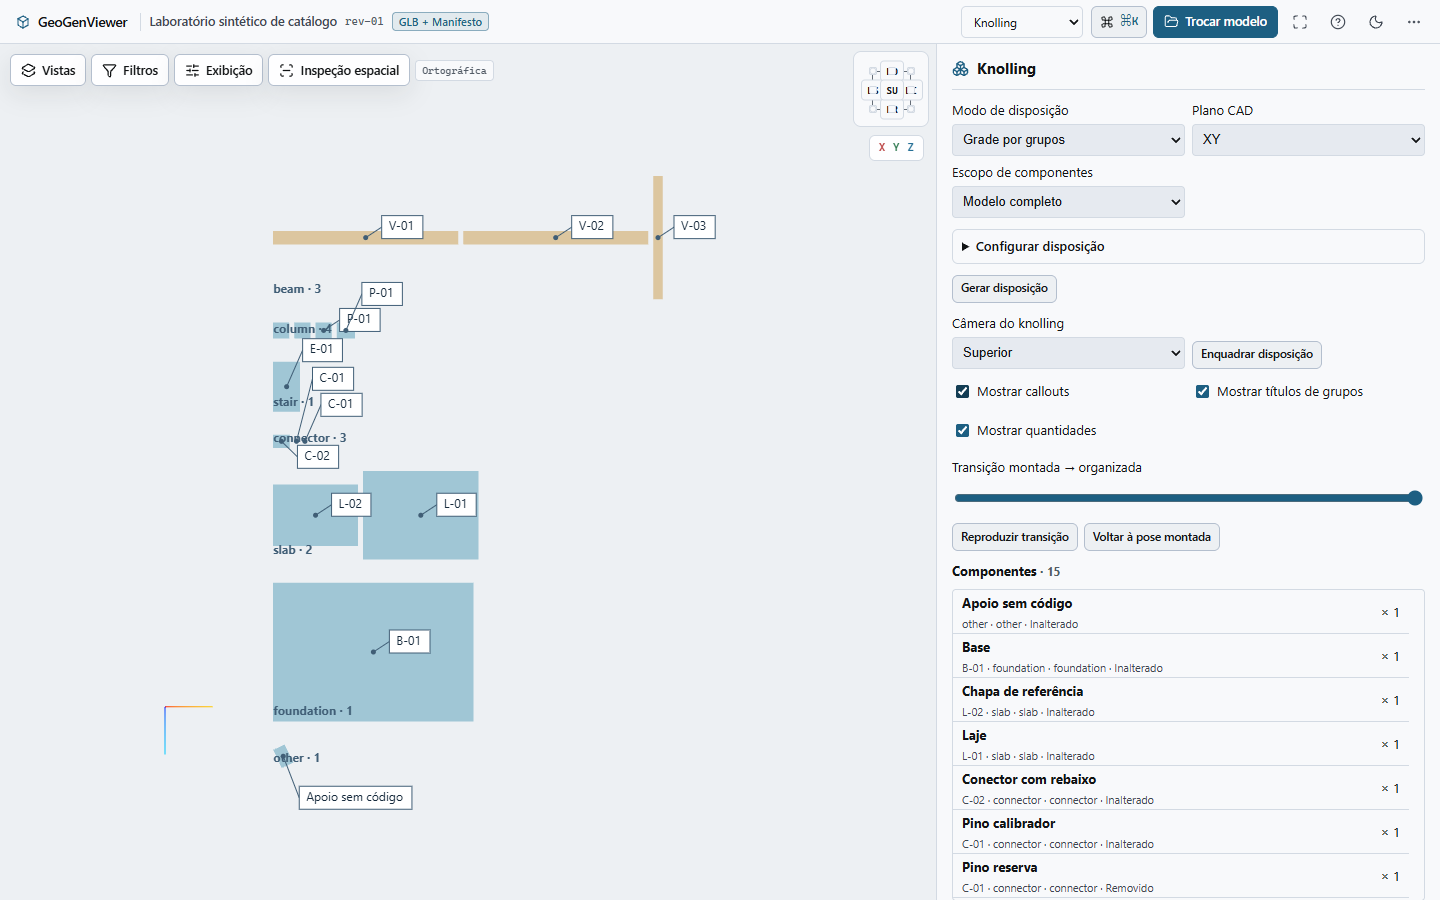 GeoGenViewer
Laboratório sintético de catálogo rev-01 GLB + Manifesto
Knolling
⌘K
Trocar modelo
Vistas
Filtros
Exibição
Inspeção espacial
Ortográfica
SU
X Y Z
V-01
V-02
V-03
beam · 3
P-01
P-01
column · 4
E-01
C-01
stair · 1
C-01
connector · 3
C-02
L-02
L-01
slab · 2
B-01
foundation · 1
other · 1
Apoio sem código
Knolling
Modo de disposição
Plano CAD
Grade por grupos
XY
Escopo de componentes
Modelo completo
Configurar disposição
Gerar disposição
Câmera do knolling
Superior
Enquadrar disposição
Mostrar callouts
Mostrar títulos de grupos
Mostrar quantidades
Transição montada → organizada
Reproduzir transição
Voltar à pose montada
Componentes · 15
Apoio sem código
× 1
other · other · Inalterado
Base
× 1
B-01 · foundation · foundation · Inalterado
Chapa de referência
× 1
L-02 · slab · slab · Inalterado
Laje
× 1
L-01 · slab · slab · Inalterado
Conector com rebaixo
× 1
C-02 · connector · connector · Inalterado
Pino calibrador
× 1
C-01 · connector · connector · Inalterado
Pino reserva
× 1
C-01 · connector · connector · Removido